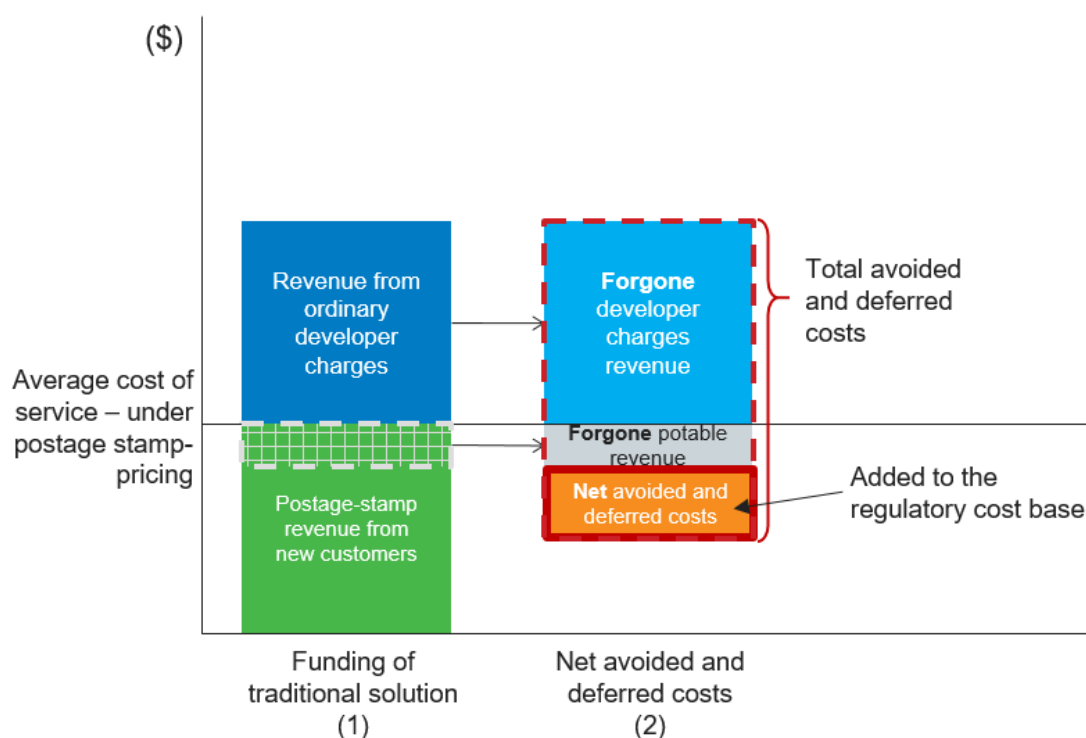 ($)
Revenue from
ordinary
developer
charges
Forgone
developer
charges
revenue
Total avoided
and deferred
costs
Average cost of
service – under
postage stamp-
pricing
Forgone potable
revenue
Postage-stamp
revenue from
new customers
Net avoided and
deferred costs
Added to the
regulatory cost base
Funding of
traditional solution
(1)
Net avoided and
deferred costs
(2)